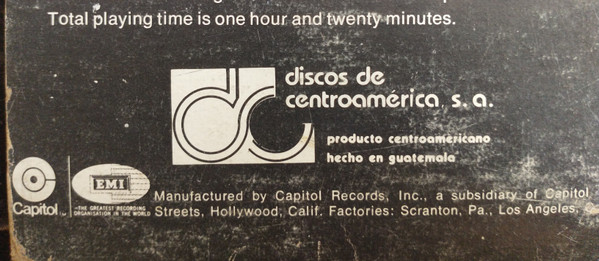 Total playing time is one hour and twenty minutes.
discos de
centroamérica, s. a.
producto centroamericano
hecho en guatemala
Capitol
EMI
THE GREATEST RECORDING
ORGANISATION IN THE WORLD
Manufactured by Capitol Records, Inc., a subsidiary of Capitol
Streets, Hollywood, Calif. Factories: Scranton, Pa., Los Angeles,